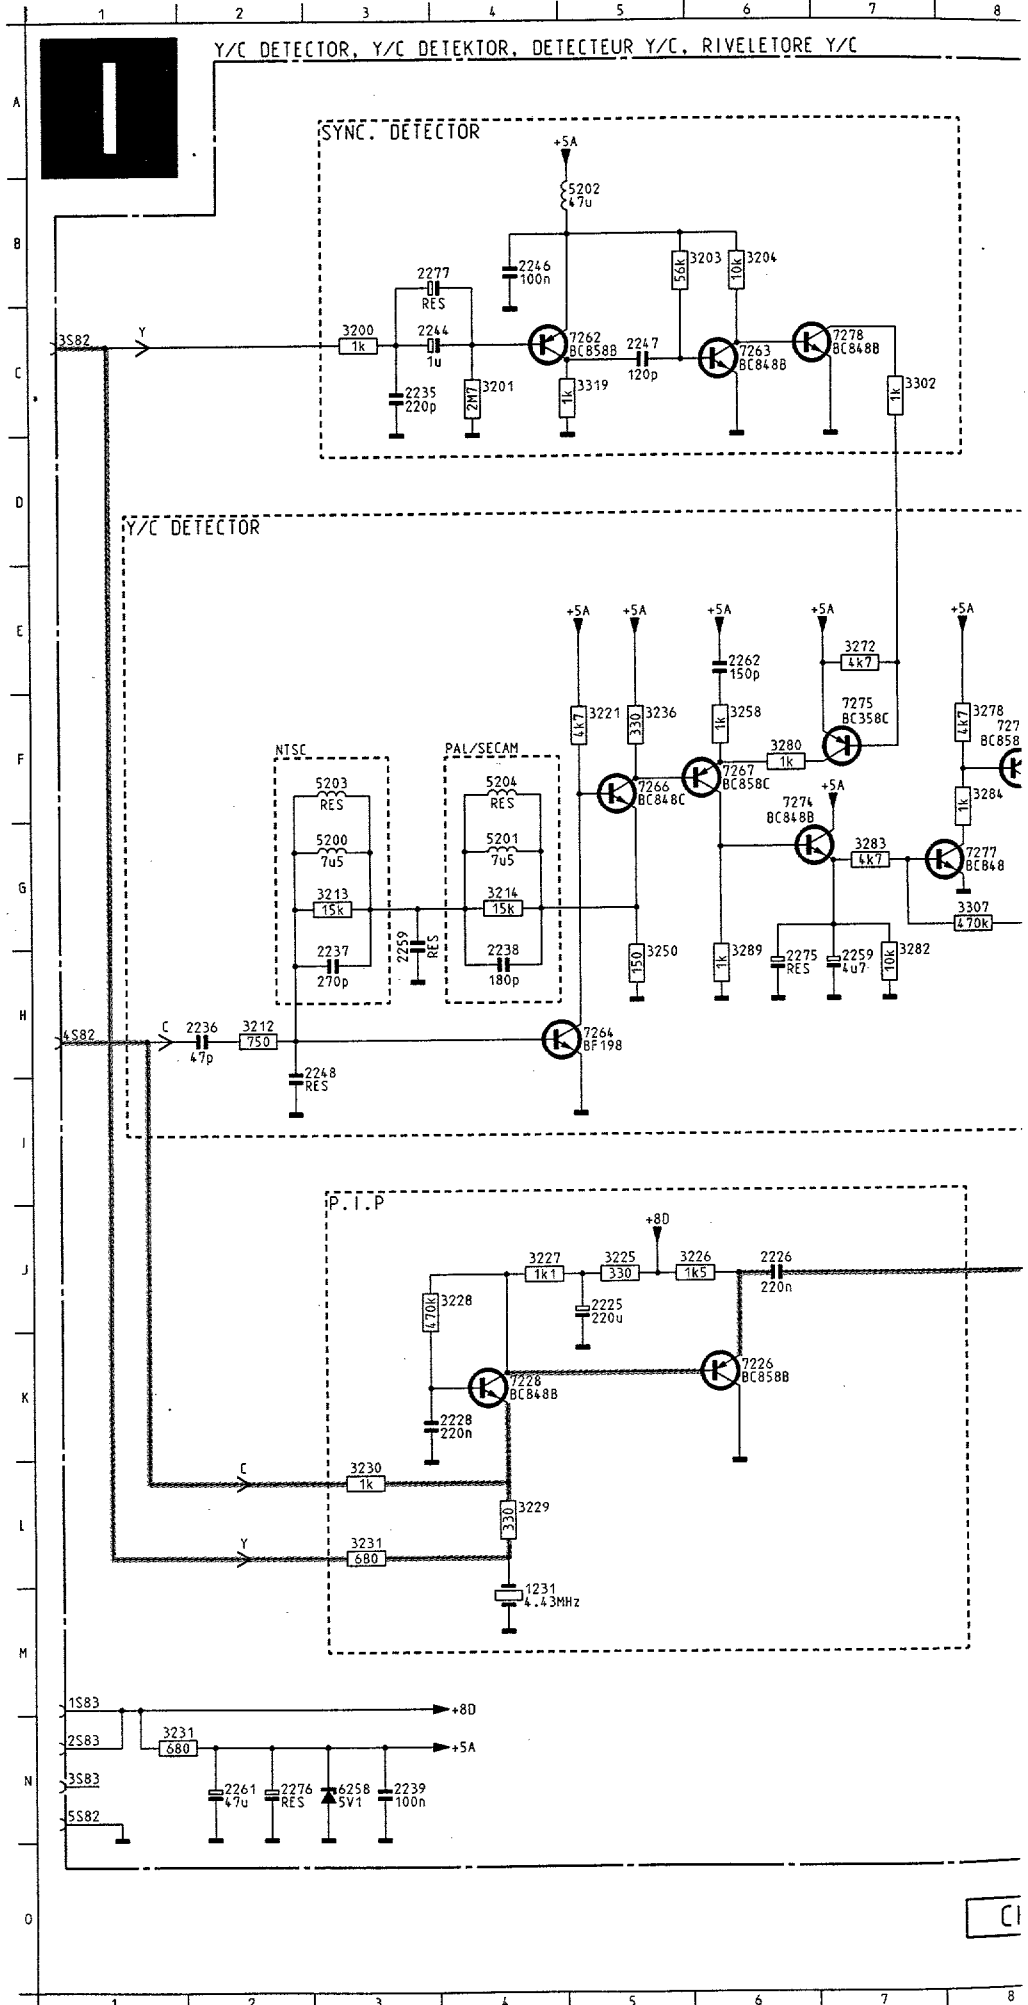 1 2 3 4 5 6 7 8
Y/C DETECTOR, Y/C DETEKTOR, DETECTEUR Y/C, RIVELETORE Y/C
I
A
SYNC. DETECTOR
+5A
5202
47u
B
2246
100n
3203
56k
3204
10k
2277
RES
3S82
Y
3200
1k
2244
1u
7262
BC858B
2247
120p
7263
BC848B
7278
BC848B
C
2235
220p
3201
2M7
3319
1k
3302
1k
D
Y/C DETECTOR
E
+5A +5A +5A +5A +5A
2262
150p
3272
4k7
F
3221
4k7
3236
330
3258
1k
7275
BC358C
3278
4k7
727
BC858
3280
1k
NTSC
PAL/SECAM
5203
RES
5204
RES
7266
BC848C
7267
BC858C
+5A
7274
BC848B
3284
1k
5200
7u5
5201
7u5
3283
4k7
7277
BC848
G
3213
15k
3214
15k
3307
470k
2259
RES
2237
270p
2238
180p
3250
150
3289
1k
2275
RES
2259
4u7
3282
10k
H
4S82
C
2236
47p
3212
750
7264
BF198
2248
RES
I
P.I.P
+8D
J
3227
1k1
3225
330
3226
1k5
2226
220n
3228
470k
2225
220u
K
7228
BC848B
7226
BC858B
2228
220n
C
3230
1k
L
3229
330
Y
3231
680
1231
4.43MHz
M
1S83
+8D
2S83
3231
680
+5A
N
3S83
2261
47u
2276
RES
6258
5V1
2239
100n
5S82
O
1 2 3 4 5 6 7 8